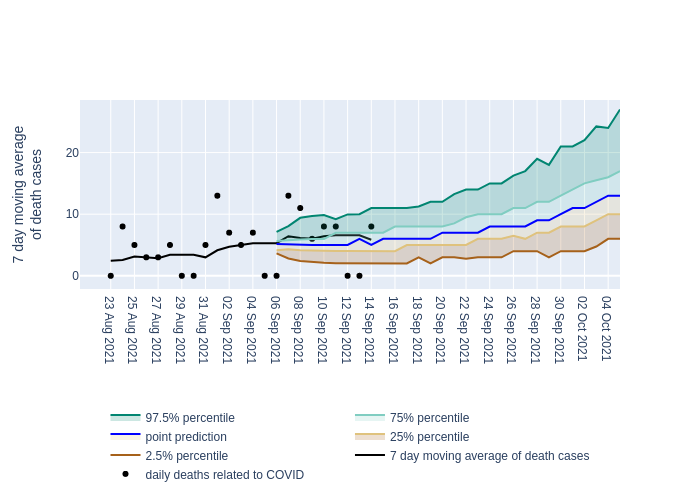 7 day moving average
of death cases
20
10
0
23 Aug 2021
25 Aug 2021
27 Aug 2021
29 Aug 2021
31 Aug 2021
02 Sep 2021
04 Sep 2021
06 Sep 2021
08 Sep 2021
10 Sep 2021
12 Sep 2021
14 Sep 2021
16 Sep 2021
18 Sep 2021
20 Sep 2021
22 Sep 2021
24 Sep 2021
26 Sep 2021
28 Sep 2021
30 Sep 2021
02 Oct 2021
04 Oct 2021
97.5% percentile
75% percentile
point prediction
25% percentile
2.5% percentile
7 day moving average of death cases
daily deaths related to COVID